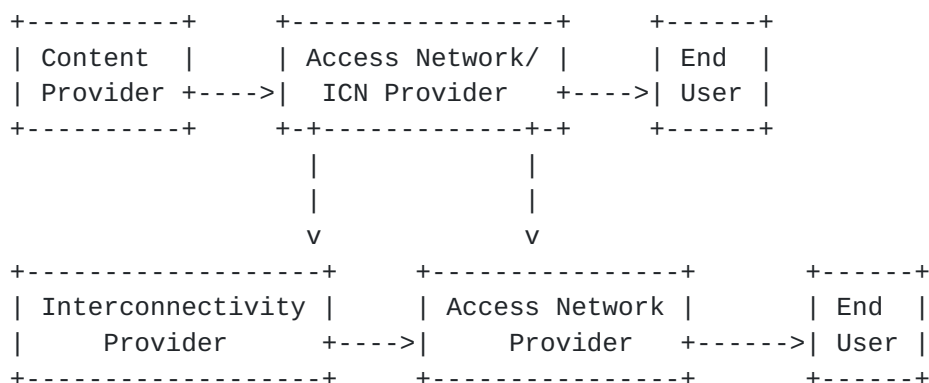 +----------+     +-----------------+     +------+
| Content  |     | Access Network/ |     | End  |
| Provider +---->|  ICN Provider   +---->| User |
+----------+     +-+-------------+-+     +------+
                   |             |
                   |             |
                   v             v
+-------------------+     +----------------+       +------+
| Interconnectivity |     | Access Network |       | End  |
|     Provider      +---->|     Provider   +------>| User |
+-------------------+     +----------------+       +------+